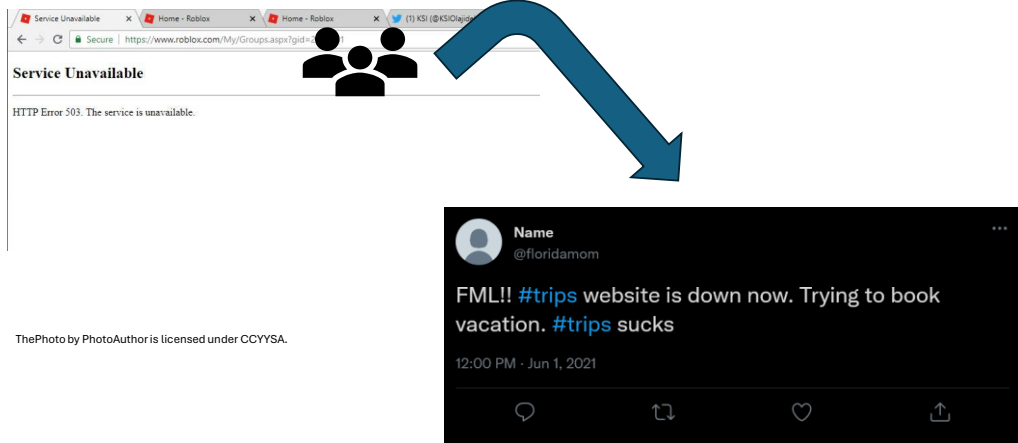 Service Unavailable
Home - Roblox
Home - Roblox
(1) KSI (@KSIOlajide
Secure https://www.roblox.com/My/Groups.aspx?gid=
Service Unavailable
HTTP Error 503. The service is unavailable.
Name
@floridamom
FML!! #trips website is down now. Trying to book
vacation. #trips sucks
12:00 PM · Jun 1, 2021
ThePhoto by PhotoAuthor is licensed under CCYYSA.